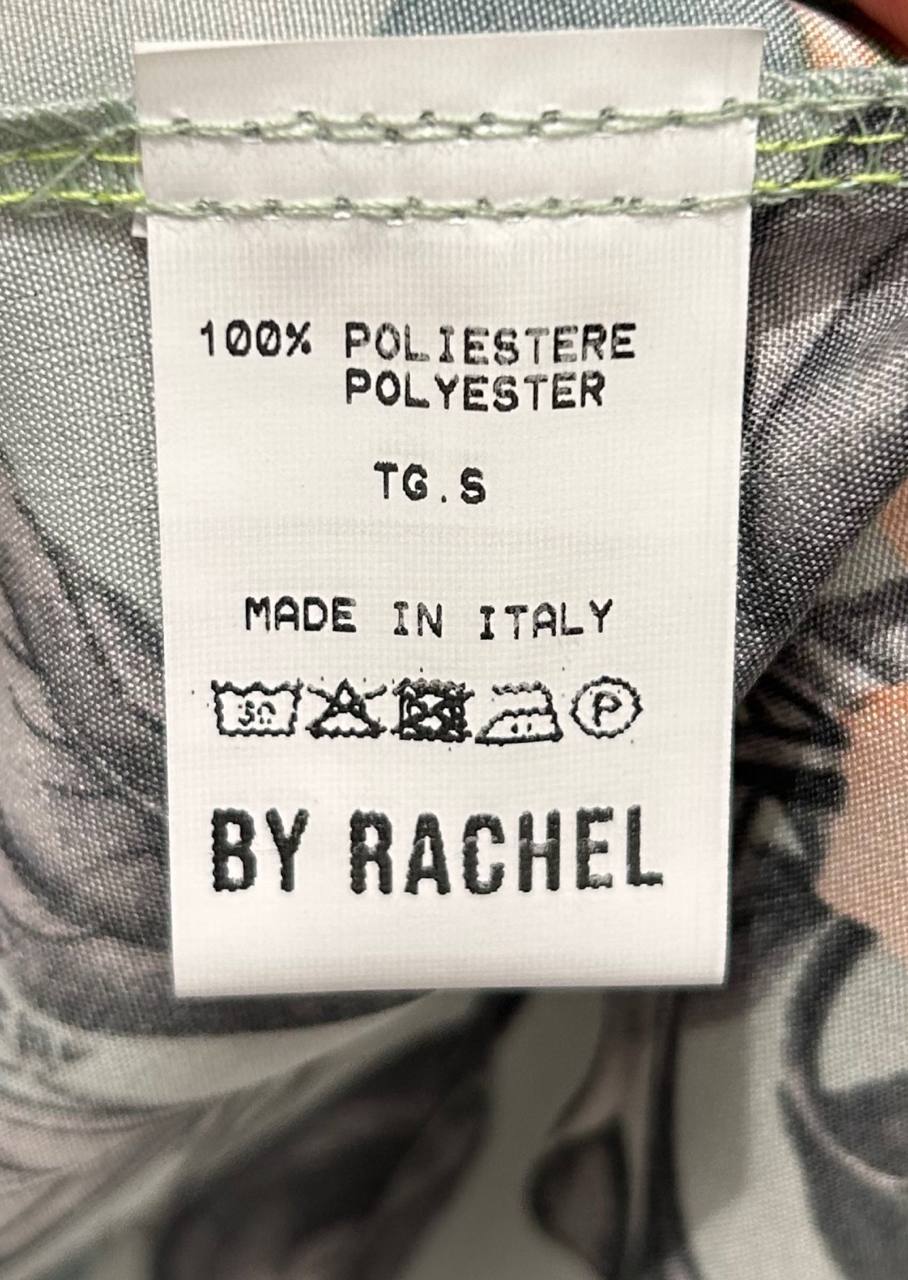 100% POLIESTERE
POLYESTER
TG.S
MADE IN ITALY
30 P
BY RACHEL